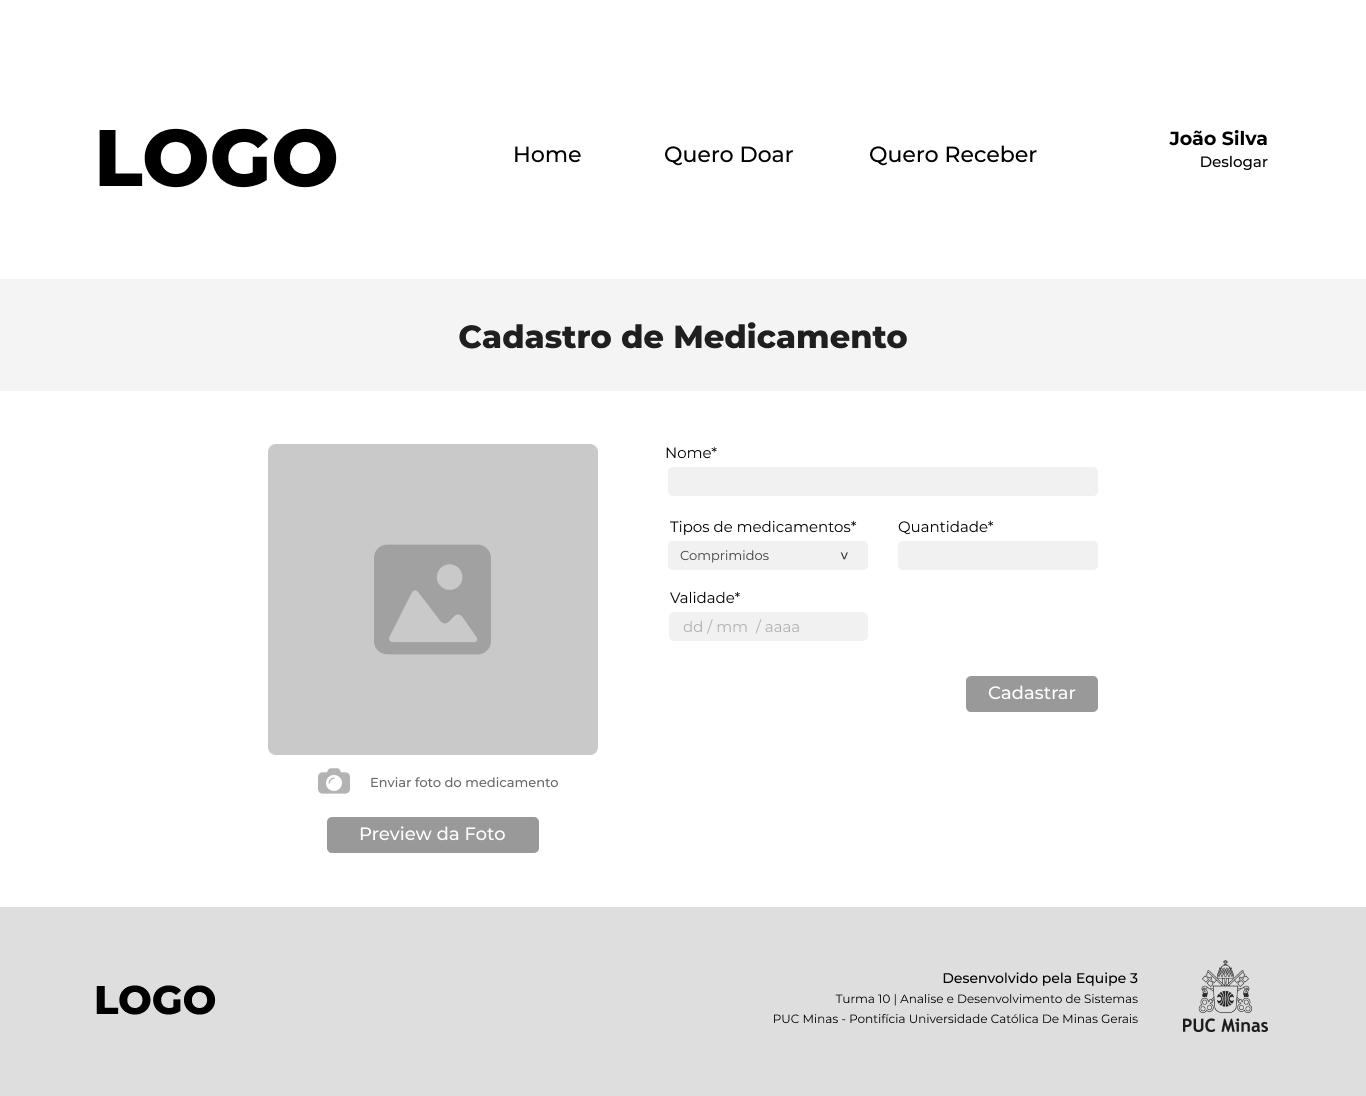 LOGO
Home
Quero Doar
Quero Receber
João Silva
Deslogar
Cadastro de Medicamento
Nome*
Tipos de medicamentos*
Quantidade*
Comprimidos
v
Validade*
dd / mm / aaaa
Cadastrar
Enviar foto do medicamento
Preview da Foto
LOGO
Desenvolvido pela Equipe 3
Turma 10 | Analise e Desenvolvimento de Sistemas
PUC Minas - Pontifícia Universidade Católica De Minas Gerais
PUC Minas